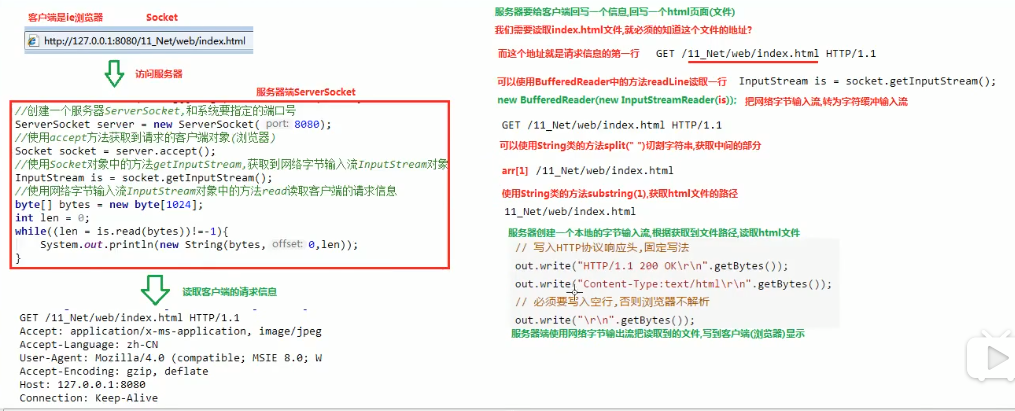 客户端是ie浏览器 Socket
http://127.0.0.1:8080/11_Net/web/index.html
访问服务器
服务器端ServerSocket
//创建一个服务器ServerSocket,和系统要指定的端口号
ServerSocket server = new ServerSocket( port: 8080);
//使用accept方法获取到请求的客户端对象(浏览器)
Socket socket = server.accept();
//使用Socket对象中的方法getInputStream,获取到网络字节输入流InputStream对象
InputStream is = socket.getInputStream();
//使用网络字节输入流InputStream对象中的方法read读取客户端的请求信息
byte[] bytes = new byte[1024];
int len = 0;
while((len = is.read(bytes))!=-1){
System.out.println(new String(bytes, offset: 0,len));
}
读取客户端的请求信息
GET /11_Net/web/index.html HTTP/1.1
Accept: application/x-ms-application, image/jpeg
Accept-Language: zh-CN
User-Agent: Mozilla/4.0 (compatible; MSIE 8.0; W
Accept-Encoding: gzip, deflate
Host: 127.0.0.1:8080
Connection: Keep-Alive
服务器要给客户端回写一个信息,回写一个html页面(文件)
我们需要读取index.html文件,就必须的知道这个文件的地址?
而这个地址就是请求信息的第一行 GET /11_Net/web/index.html HTTP/1.1
可以使用BufferedReader中的方法readLine读取一行 InputStream is = socket.getInputStream();
new BufferedReader(new InputStreamReader(is)): 把网络字节输入流,转为字符缓冲输入流
GET /11_Net/web/index.html HTTP/1.1
可以使用String类的方法split(" ")切割字符串,获取中间的部分
arr[1] /11_Net/web/index.html
使用String类的方法substring(1),获取html文件的路径
11_Net/web/index.html
服务器创建一个本地的字节输入流,根据获取到文件路径,读取html文件
// 写入HTTP协议响应头,固定写法
out.write("HTTP/1.1 200 OK\r\n".getBytes());
out.write("Content-Type:text/html\r\n".getBytes());
// 必须要写入空行,否则浏览器不解析
out.write("\r\n".getBytes());
服务器端使用网络字节输出流把读取到的文件,写到客户端(浏览器)显示